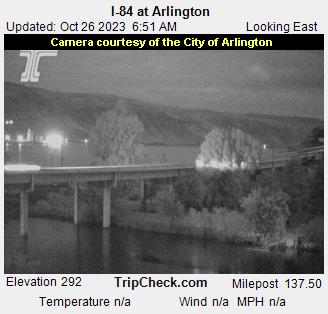 I-84 at Arlington
Updated: Oct 26 2023 6:51 AM Looking East
Camera courtesy of the City of Arlington
Elevation 292 TripCheck.com Milepost 137.50
Temperature n/a Wind n/a MPH n/a